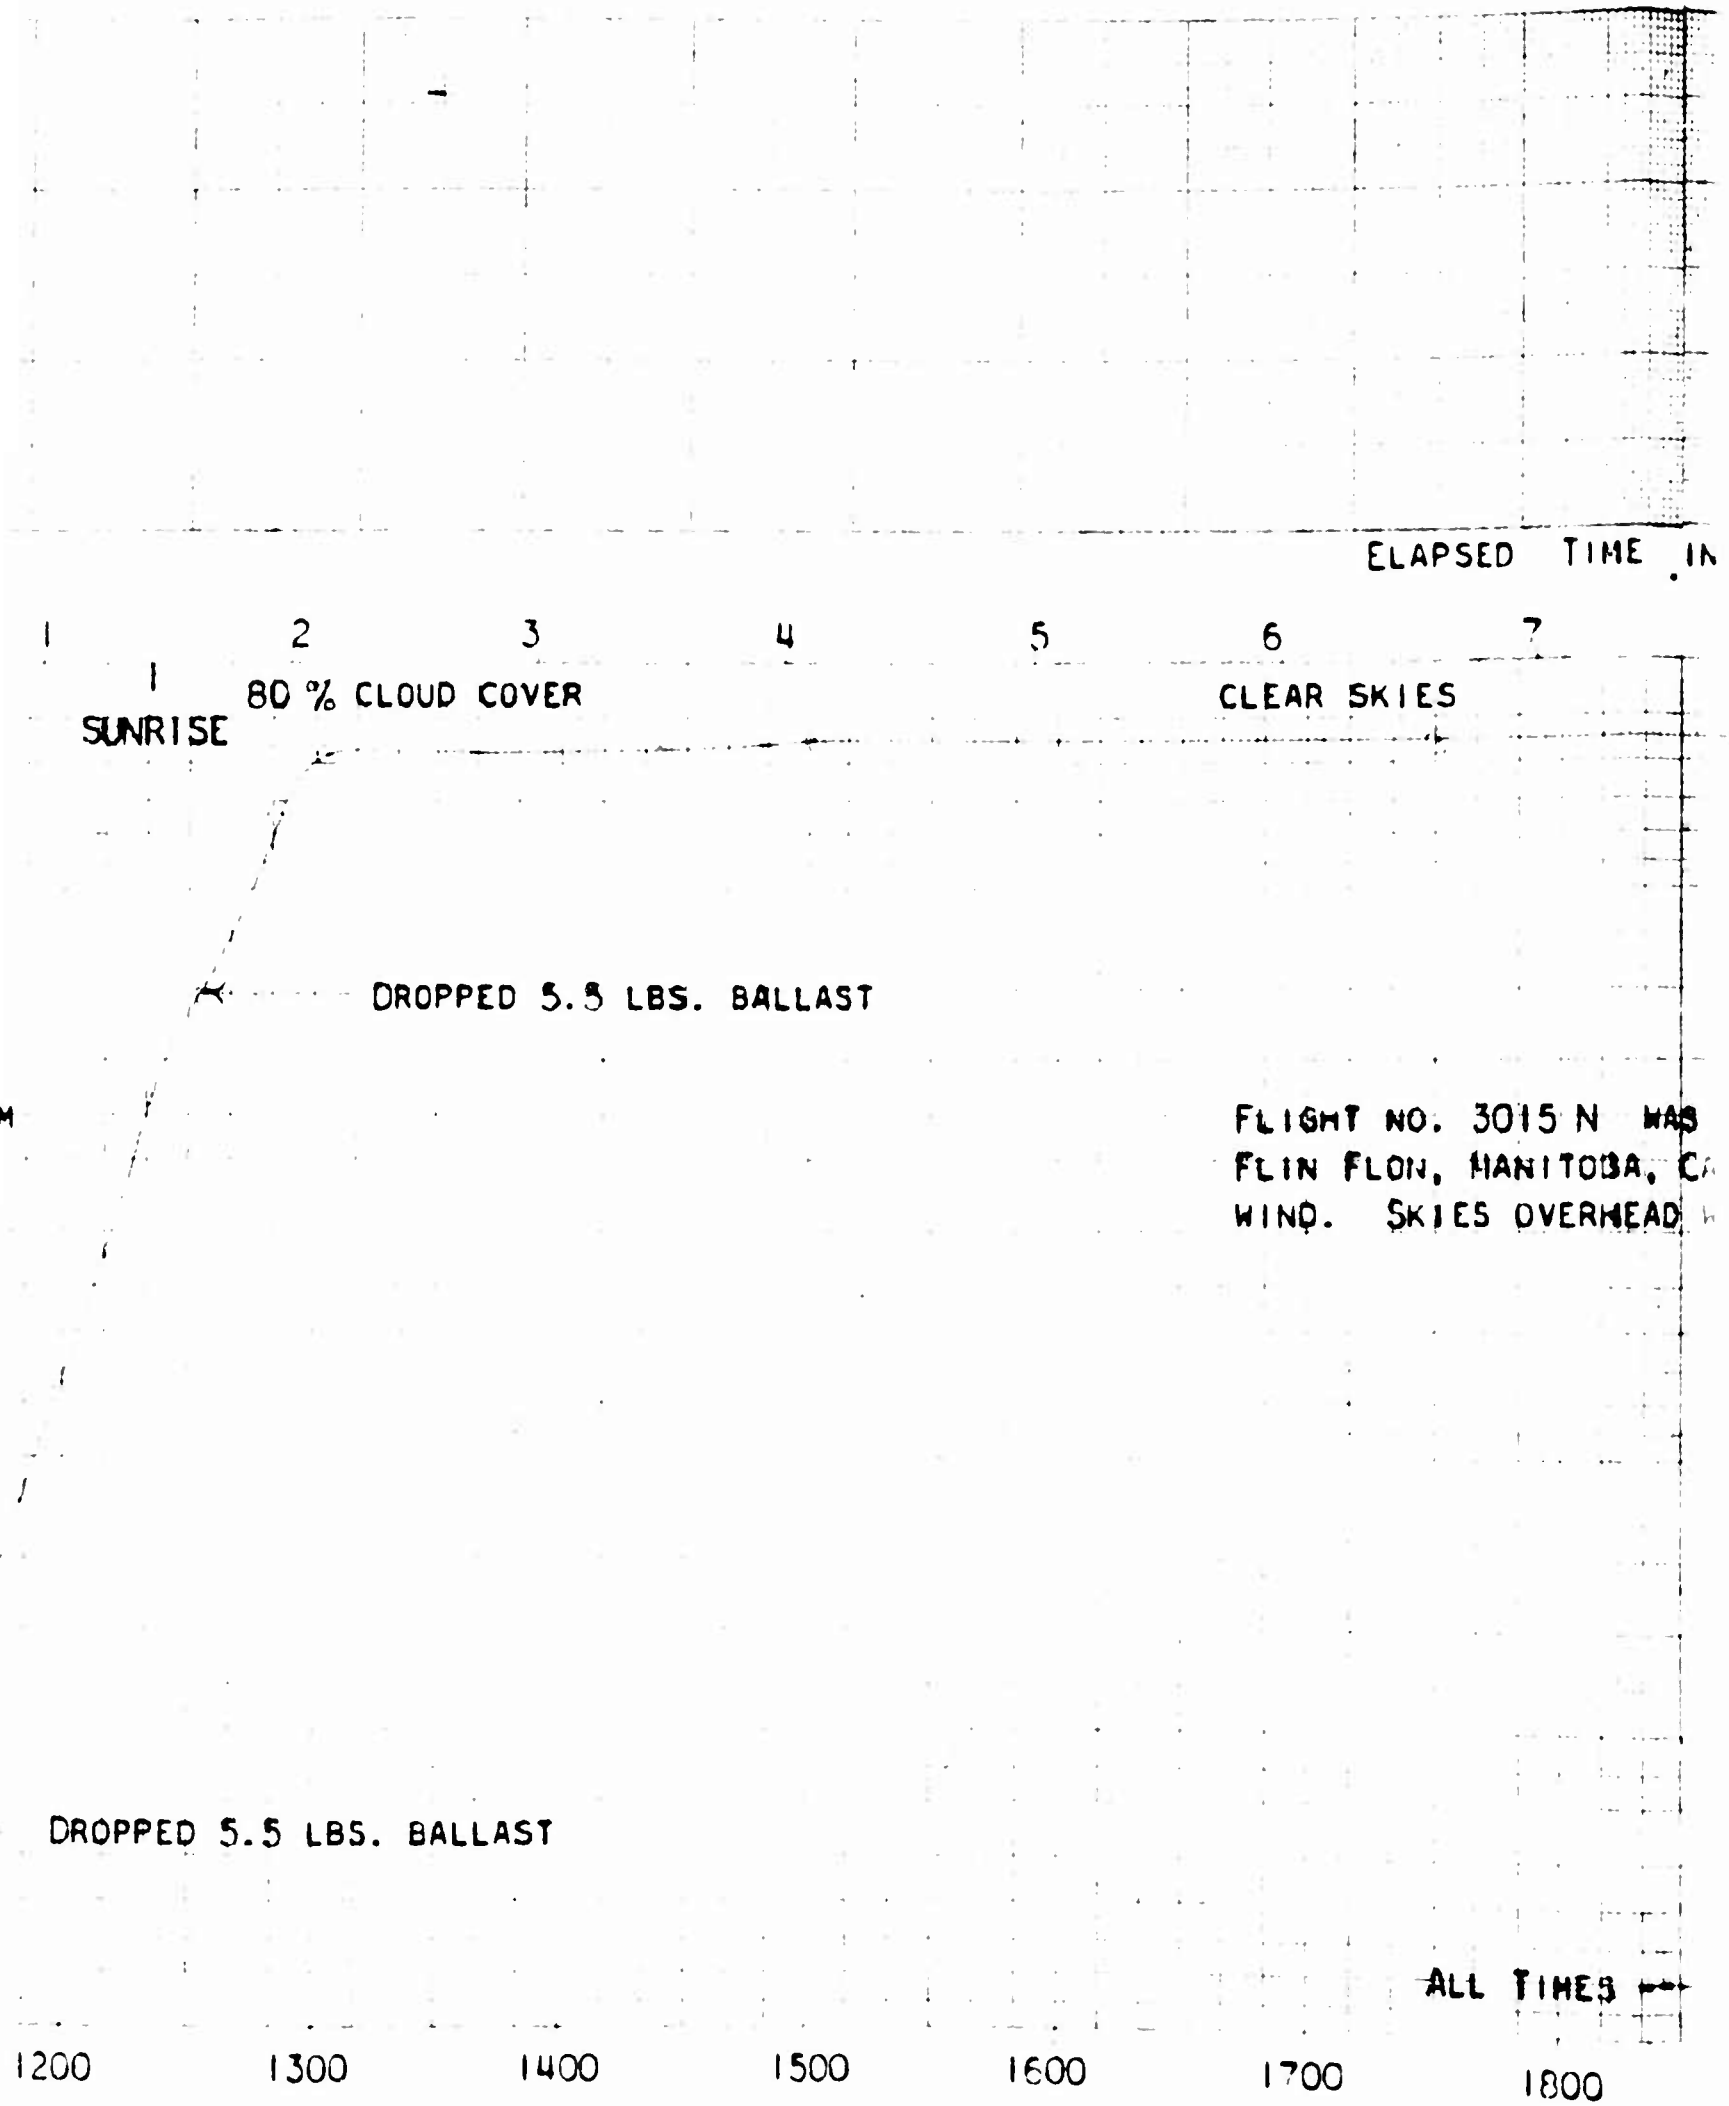 ELAPSED TIME IN
1 2 3 4 5 6 7
80 % CLOUD COVER CLEAR SKIES
SUNRISE
DROPPED 5.5 LBS. BALLAST
M
FLIGHT NO. 3015 N WAS
FLIN FLON, MANITOBA, CA
WIND. SKIES OVERHEAD
DROPPED 5.5 LBS. BALLAST
ALL TIMES
1200 1300 1400 1500 1600 1700 1800